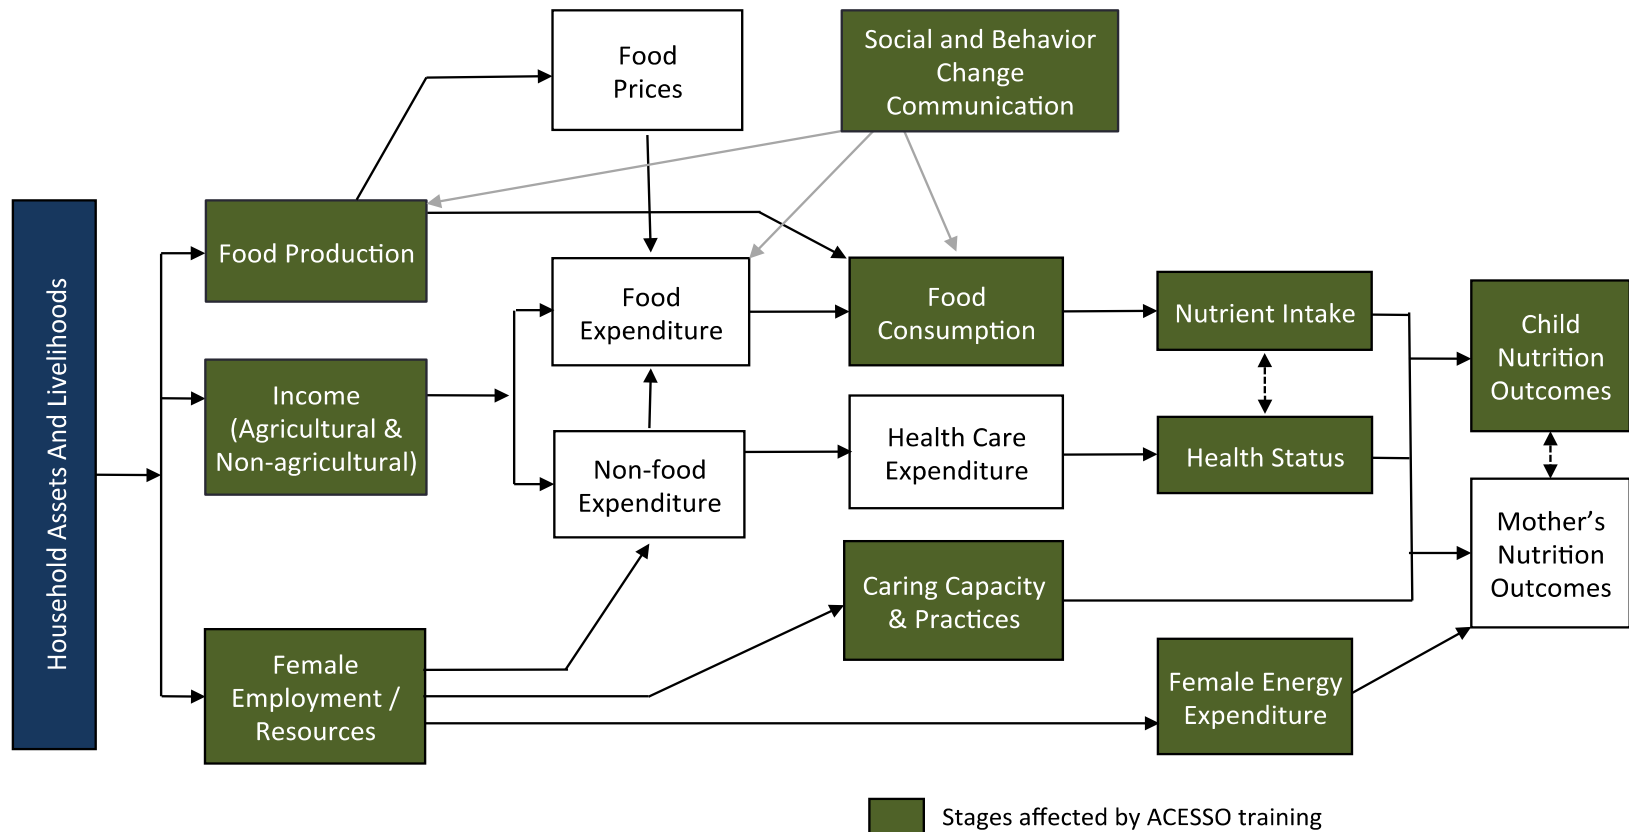 Food
Prices
Social and Behavior
Change
Communication
Household Assets And Livelihoods
Food Production
Food
Expenditure
Food
Consumption
Nutrient Intake
Child
Nutrition
Outcomes
Income
(Agricultural &
Non-agricultural)
Non-food
Expenditure
Health Care
Expenditure
Health Status
Mother’s
Nutrition
Outcomes
Caring Capacity
& Practices
Female
Employment /
Resources
Female Energy
Expenditure
Stages affected by ACESSO training